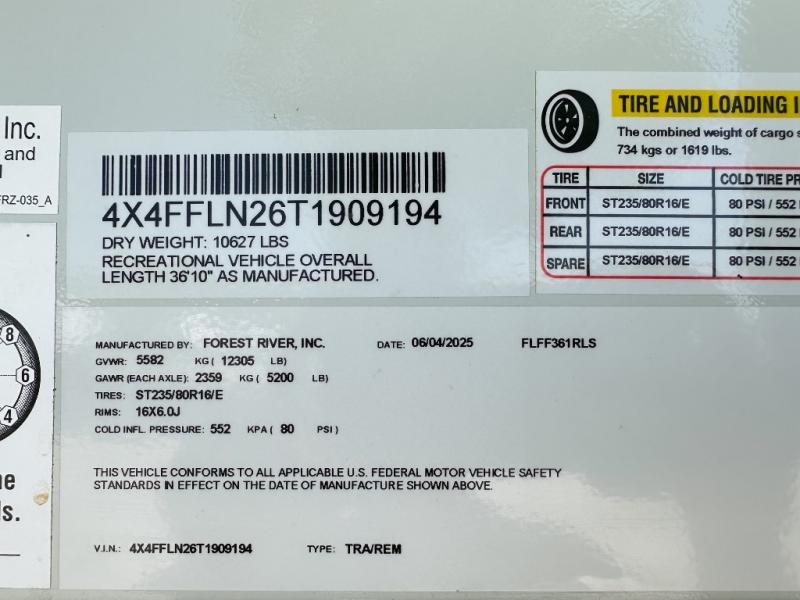 Inc.
and
FRZ-035_A
8
6
4
4X4FFLN26T1909194
DRY WEIGHT: 10627 LBS
RECREATIONAL VEHICLE OVERALL
LENGTH 36'10" AS MANUFACTURED.
TIRE AND LOADING I
The combined weight of cargo s
734 kgs or 1619 lbs.
TIRE SIZE COLD TIRE PR
FRONT ST235/80R16/E 80 PSI / 552
REAR ST235/80R16/E 80 PSI / 552
SPARE ST235/80R16/E 80 PSI / 552
MANUFACTURED BY: FOREST RIVER, INC. DATE: 06/04/2025 FLFF361RLS
GVWR: 5582 KG ( 12305 LB)
GAWR (EACH AXLE): 2359 KG ( 5200 LB)
TIRES: ST235/80R16/E
RIMS: 16X6.0J
COLD INFL. PRESSURE: 552 KPA ( 80 PSI )
THIS VEHICLE CONFORMS TO ALL APPLICABLE U.S. FEDERAL MOTOR VEHICLE SAFETY
STANDARDS IN EFFECT ON THE DATE OF MANUFACTURE SHOWN ABOVE.
V.I.N.: 4X4FFLN26T1909194 TYPE: TRA/REM